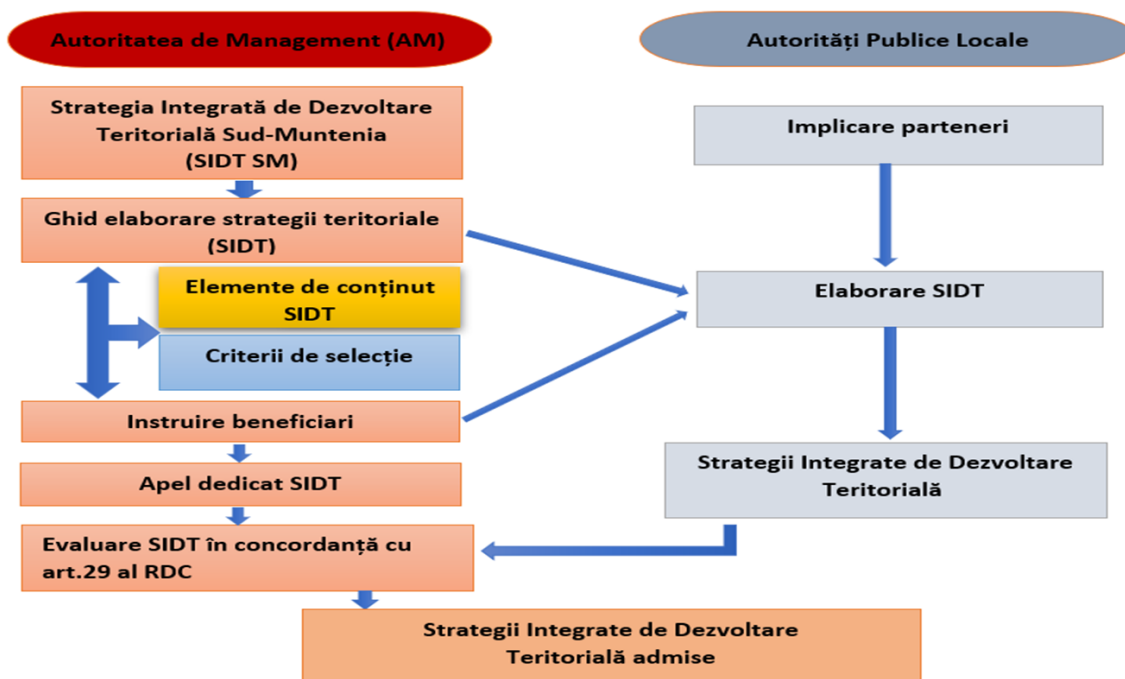 Autoritatea de Management (AM)
Strategia Integrată de Dezvoltare
Teritorială Sud-Muntenia
(SIDT SM)
Ghid elaborare strategii teritoriale
(SIDT)
Elemente de conținut
SIDT
Criterii de selecție
Instruire beneficiari
Apel dedicat SIDT
Evaluare SIDT în concordanță cu
art.29 al RDC
Autorități Publice Locale
Implicare parteneri
Elaborare SIDT
Strategii Integrate de Dezvoltare
Teritorială
Strategii Integrate de Dezvoltare
Teritorială admise